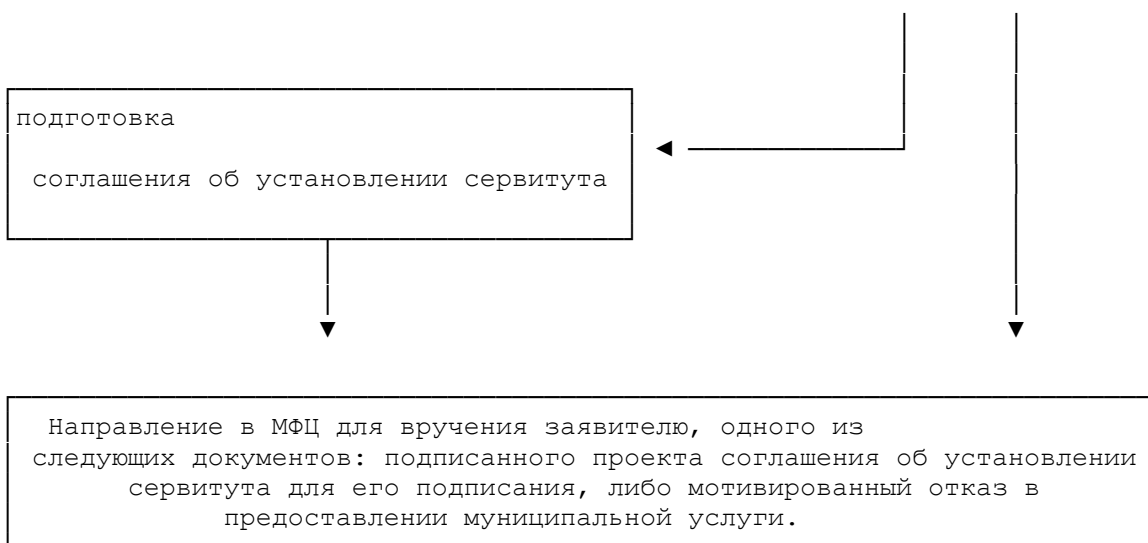 подготовка
соглашения об установлении сервитута
Направление в МФЦ для вручения заявителю, одного из
следующих документов: подписанного проекта соглашения об установлении
сервитута для его подписания, либо мотивированный отказ в
предоставлении муниципальной услуги.